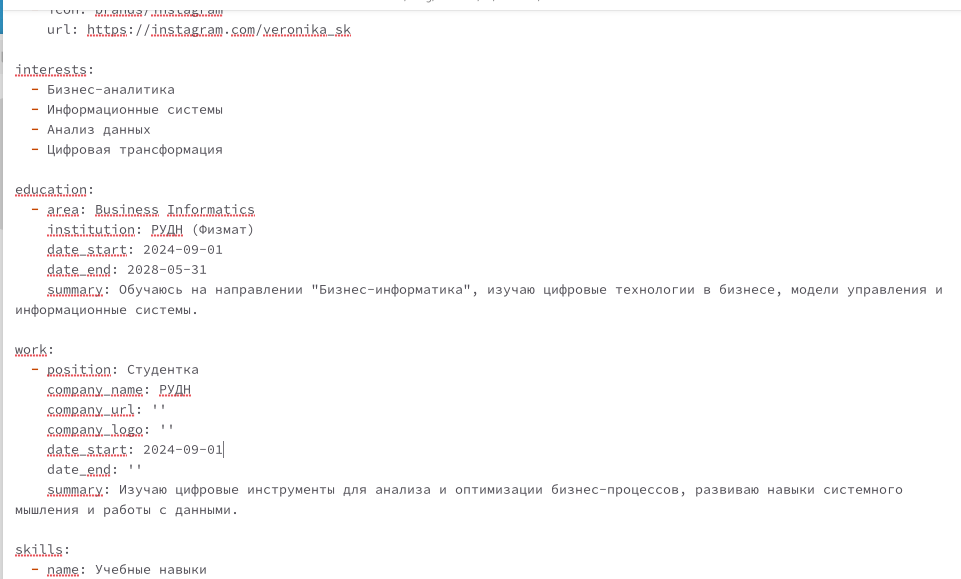 icon: brands/instagram
url: https://instagram.com/veronika_sk
interests:
- Бизнес-аналитика
- Информационные системы
- Анализ данных
- Цифровая трансформация
education:
- area: Business Informatics
institution: РУДН (Физмат)
date_start: 2024-09-01
date_end: 2028-05-31
summary: Обучаюсь на направлении "Бизнес-информатика", изучаю цифровые технологии в бизнесе, модели управления и
информационные системы.
work:
- position: Студентка
company_name: РУДН
company_url: ''
company_logo: ''
date_start: 2024-09-01
date_end: ''
summary: Изучаю цифровые инструменты для анализа и оптимизации бизнес-процессов, развиваю навыки системного
мышления и работы с данными.
skills:
- name: Учебные навыки